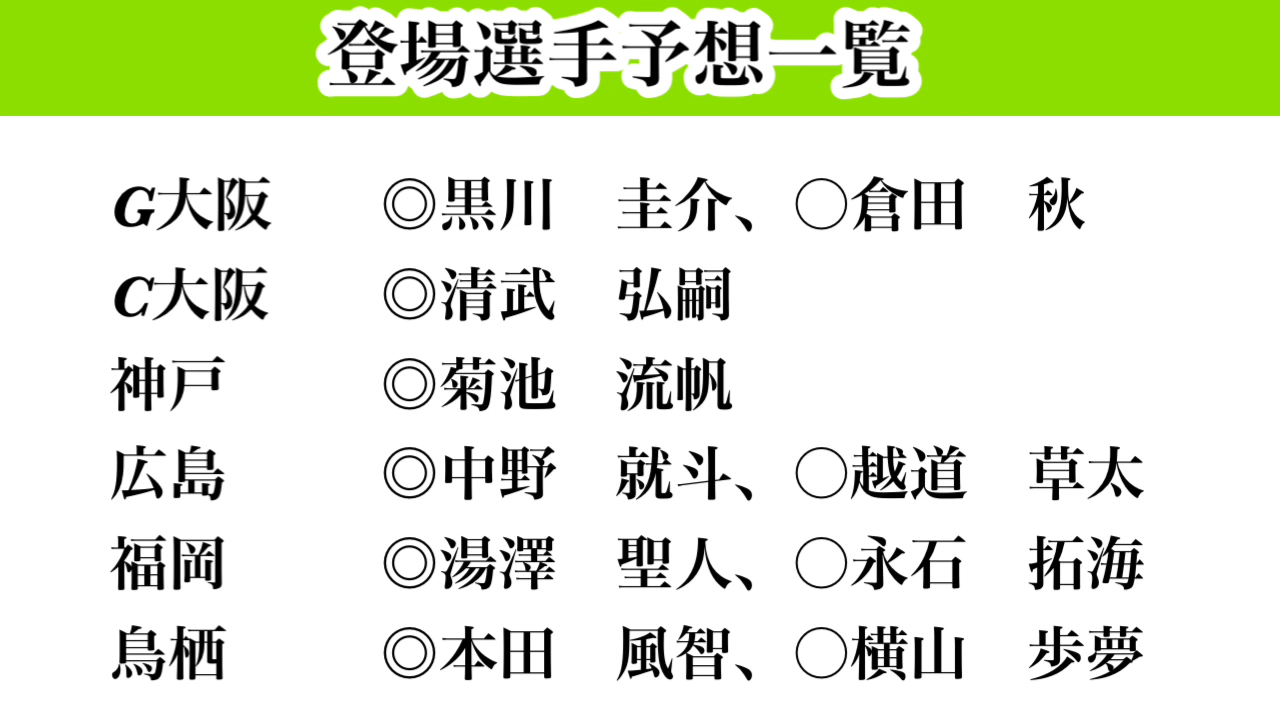 登場選手予想一覧
G大阪　◎黒川　圭介、○倉田　秋
C大阪　◎清武　弘嗣
神戸　◎菊池　流帆
広島　◎中野　就斗、○越道　草太
福岡　◎湯澤　聖人、○永石　拓海
鳥栖　◎本田　風智、○横山　歩夢